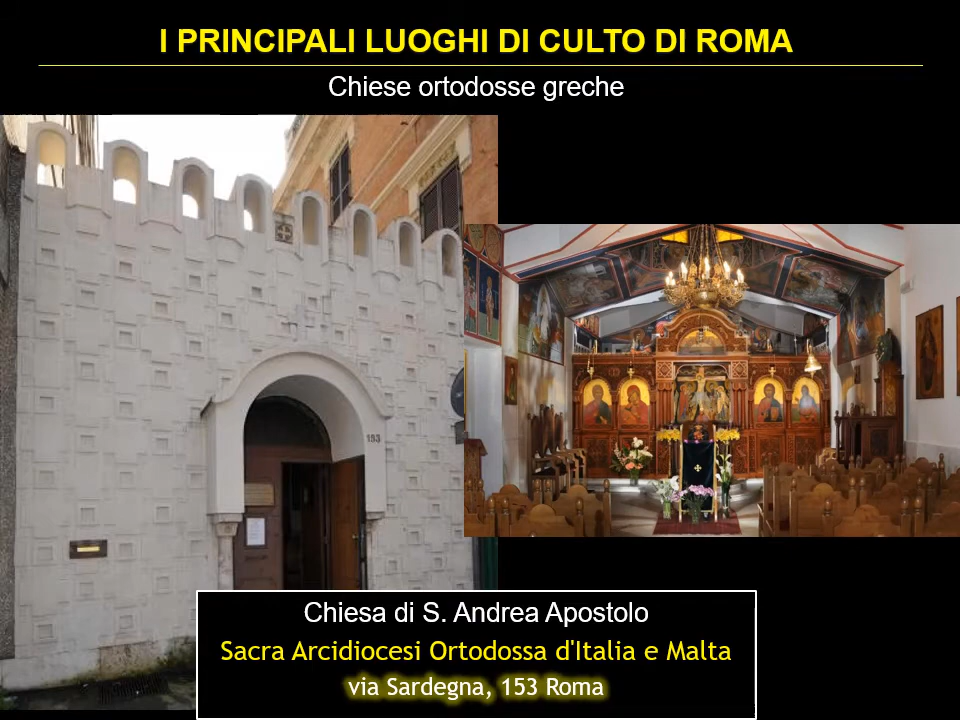 I PRINCIPALI LUOGHI DI CULTO DI ROMA
Chiese ortodosse greche
153
Chiesa di S. Andrea Apostolo
Sacra Arcidiocesi Ortodossa d'Italia e Malta
via Sardegna, 153 Roma